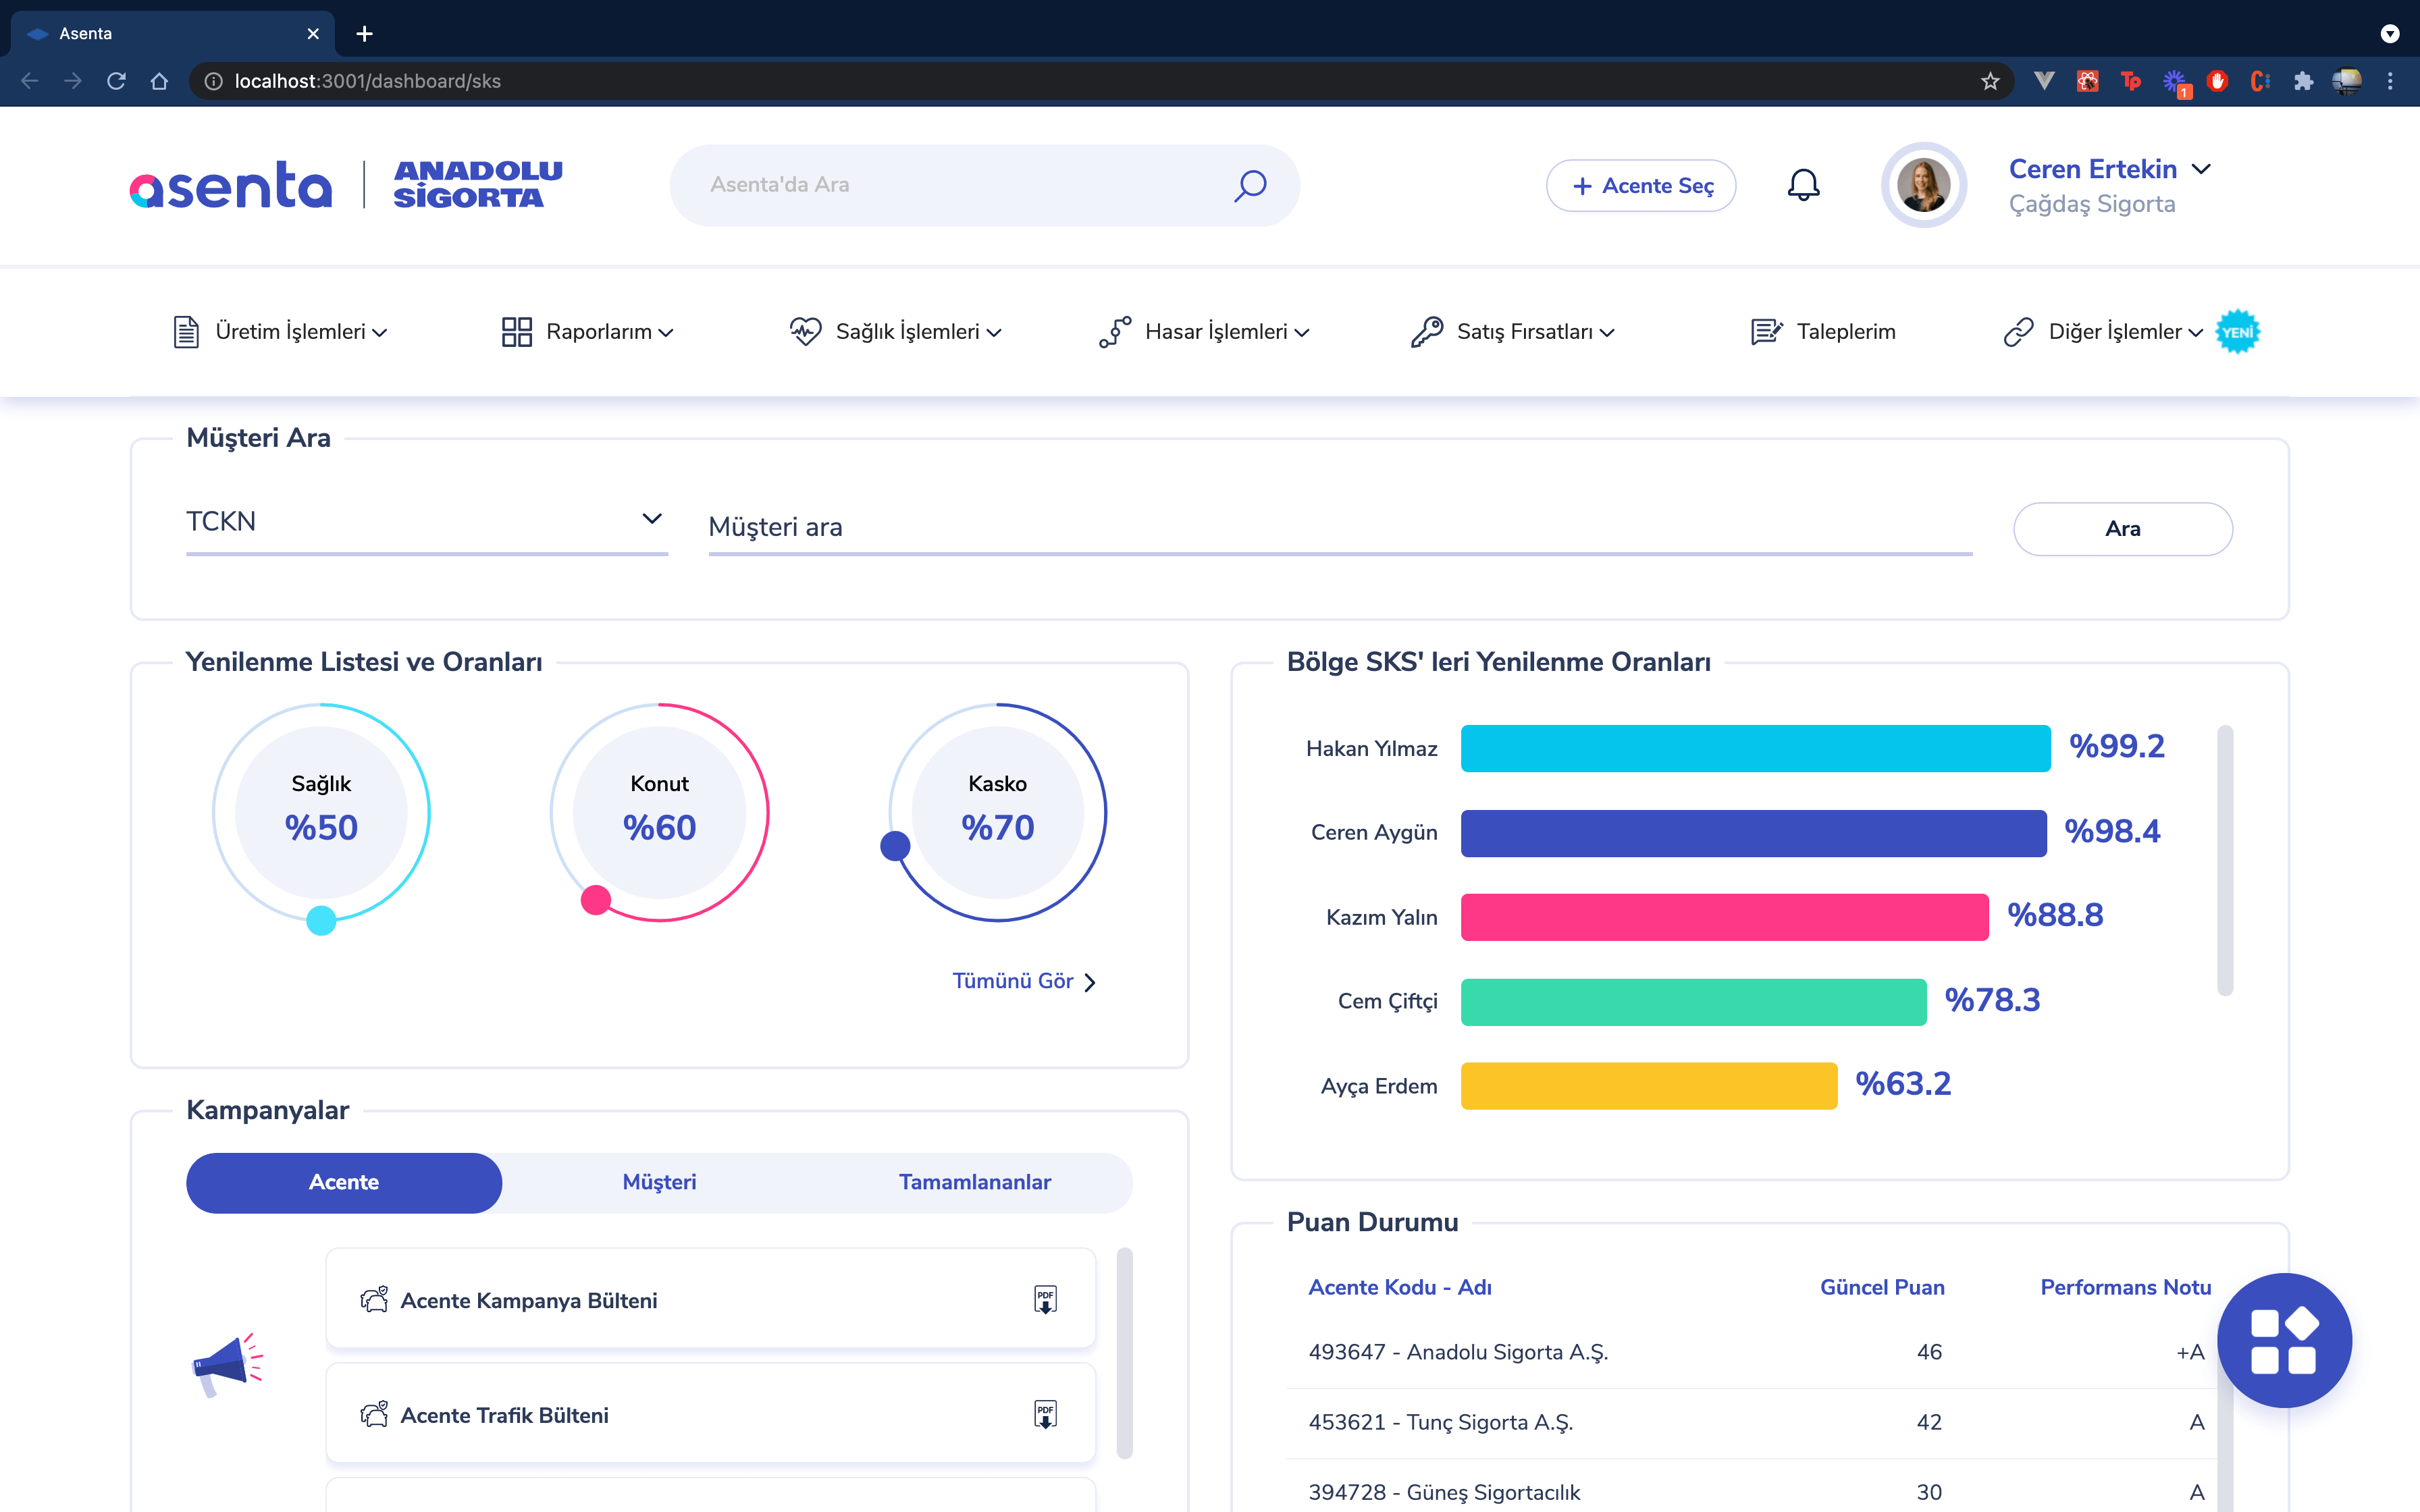 Asenta
localhost:3001/dashboard/sks
1
asenta
ANADOLU
SİGORTA
Asenta'da Ara
+ Acente Seç
Ceren Ertekin
Çağdaş Sigorta
Üretim İşlemleri
Raporlarım
Sağlık İşlemleri
Hasar İşlemleri
Satış Fırsatları
Taleplerim
Diğer İşlemler
YENİ
Müşteri Ara
TCKN
Müşteri ara
Ara
Yenilenme Listesi ve Oranları
Sağlık
%50
Konut
%60
Kasko
%70
Tümünü Gör
Bölge SKS' leri Yenilenme Oranları
Hakan Yılmaz %99.2
Ceren Aygün %98.4
Kazım Yalın %88.8
Cem Çiftçi %78.3
Ayça Erdem %63.2
Kampanyalar
Acente
Müşteri
Tamamlananlar
Acente Kampanya Bülteni
PDF
Acente Trafik Bülteni
PDF
Puan Durumu
Acente Kodu - Adı Güncel Puan Performans Notu
493647 - Anadolu Sigorta A.Ş. 46 +A
453621 - Tunç Sigorta A.Ş. 42 A
394728 - Güneş Sigortacılık 30 A